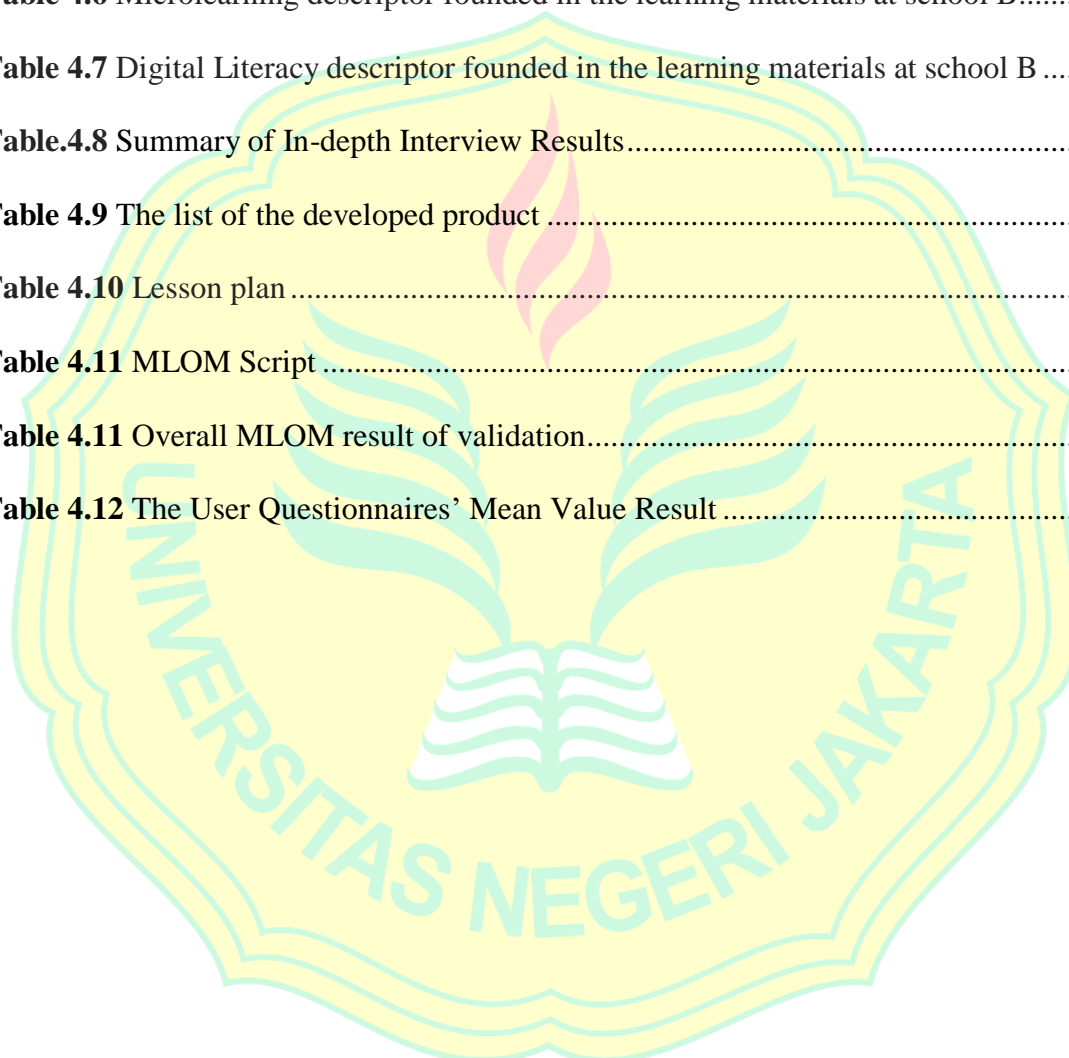 Table 4.6 Microlearning descriptor founded in the learning materials at school B......
Table 4.7 Digital Literacy descriptor founded in the learning materials at school B ....
Table.4.8 Summary of In-depth Interview Results.........................................................
Table 4.9 The list of the developed product ...................................................................
Table 4.10 Lesson plan ...................................................................................................
Table 4.11 MLOM Script ...............................................................................................
Table 4.11 Overall MLOM result of validation..............................................................
Table 4.12 The User Questionnaires’ Mean Value Result .............................................
UNIVERSITAS NEGERI JAKARTA